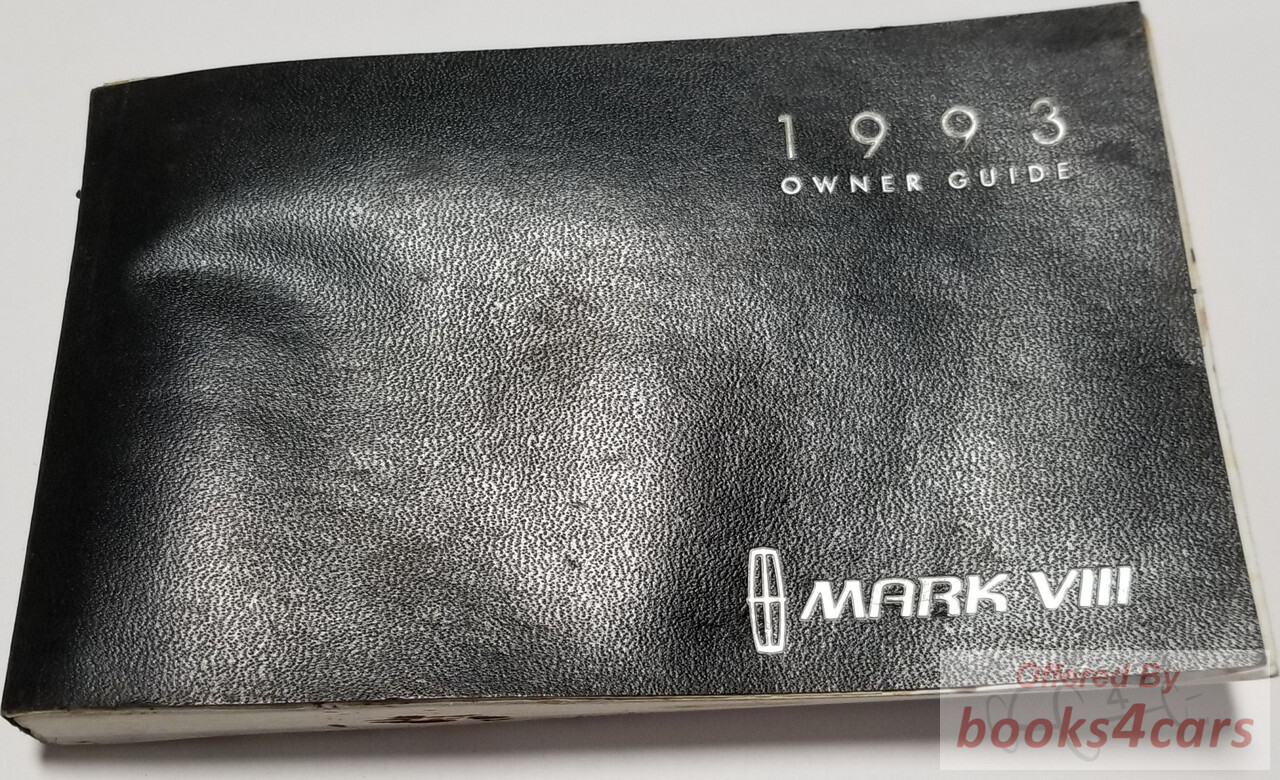 1993
OWNER GUIDE
MARK VIII
Offered By
books4cars